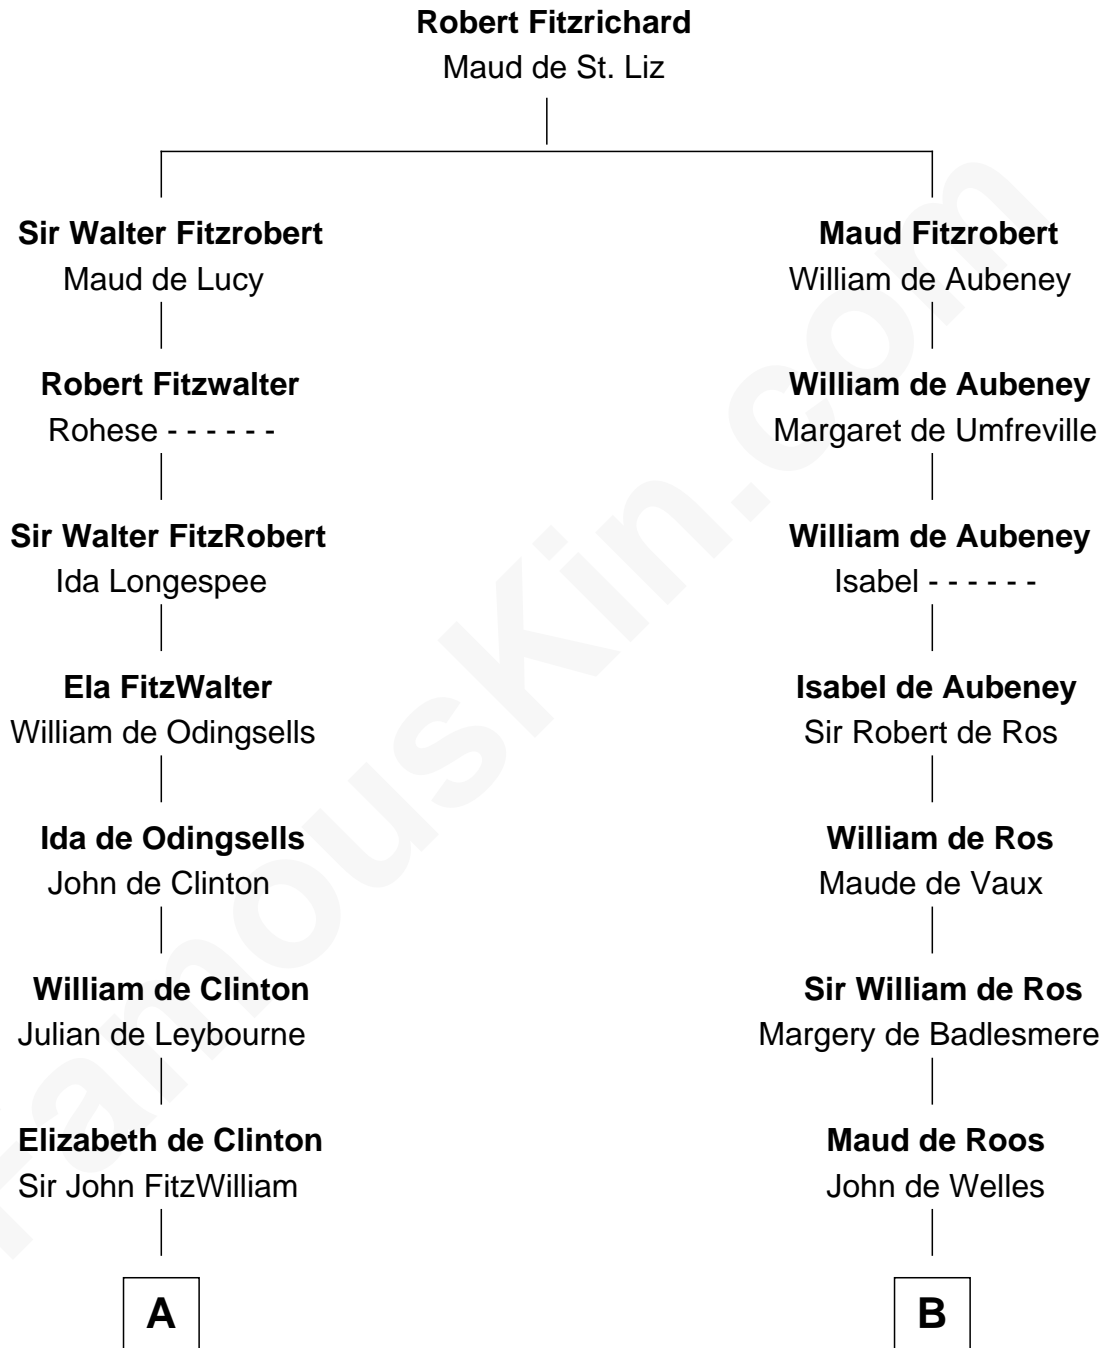 Robert Fitzrichard
Maud de St. Liz
Sir Walter Fitzrobert
Maud de Lucy
Maud Fitzrobert
William de Aubeney
Robert Fitzwalter
Rohese - - - - - -
William de Aubeney
Margaret de Umfreville
Sir Walter FitzRobert
Ida Longespee
William de Aubeney
Isabel - - - - - -
Ela FitzWalter
William de Odingsells
Isabel de Aubeney
Sir Robert de Ros
Ida de Odingsells
John de Clinton
William de Ros
Maude de Vaux
William de Clinton
Julian de Leybourne
Sir William de Ros
Margery de Badlesmere
Elizabeth de Clinton
Sir John FitzWilliam
Maud de Roos
John de Welles
A
B
FamousKin.com